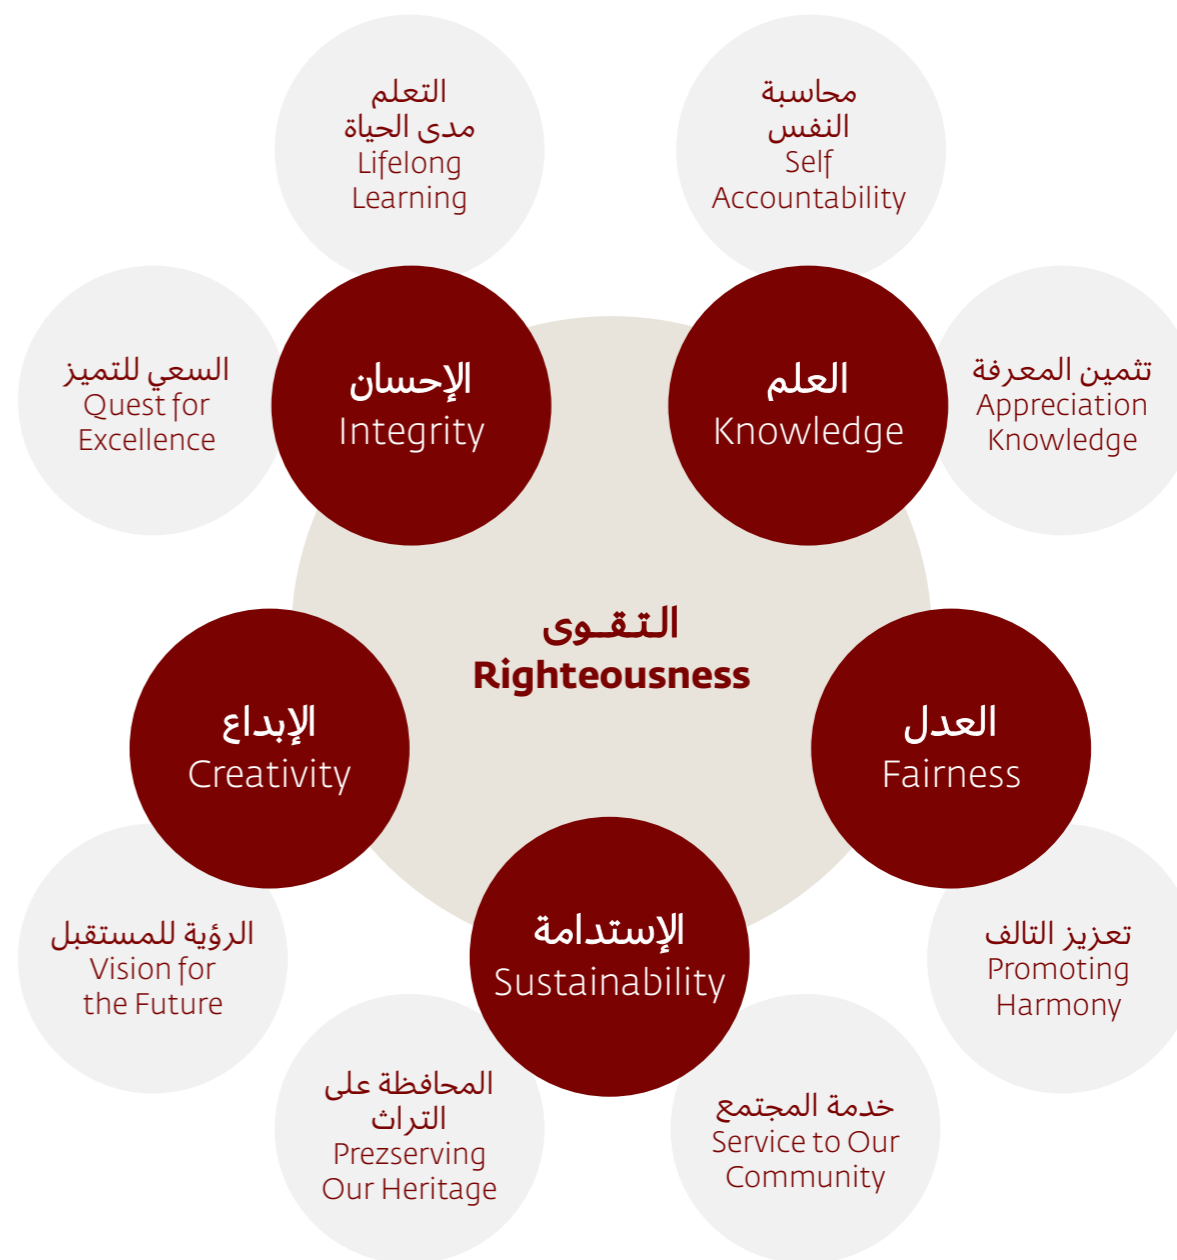 التعلم
مدى الحياة
Lifelong
Learning
محاسبة
النفس
Self
Accountability
السعي للتميز
Quest for
Excellence
الإحسان
Integrity
العلم
Knowledge
تثمين المعرفة
Appreciation
Knowledge
التقــوى
Righteousness
الإبداع
Creativity
العدل
Fairness
الإستدامة
Sustainability
الرؤية للمستقبل
Vision for
the Future
تعزيز التالف
Promoting
Harmony
المحافظة على
التراث
Prezserving
Our Heritage
خدمة المجتمع
Service to Our
Community